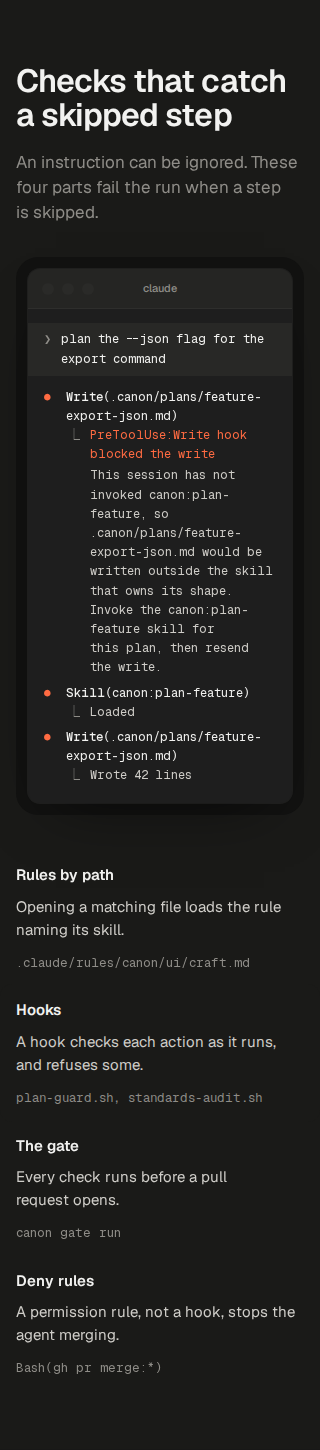 Checks that catch
a skipped step
An instruction can be ignored. These
four parts fail the run when a step
is skipped.
claude
❯ plan the --json flag for the
export command
● Write(.canon/plans/feature-
export-json.md)
⎿ PreToolUse:Write hook
blocked the write
This session has not
invoked canon:plan-
feature, so
.canon/plans/feature-
export-json.md would be
written outside the skill
that owns its shape.
Invoke the canon:plan-
feature skill for
this plan, then resend
the write.
● Skill(canon:plan-feature)
⎿ Loaded
● Write(.canon/plans/feature-
export-json.md)
⎿ Wrote 42 lines
Rules by path
Opening a matching file loads the rule
naming its skill.
.claude/rules/canon/ui/craft.md
Hooks
A hook checks each action as it runs,
and refuses some.
plan-guard.sh, standards-audit.sh
The gate
Every check runs before a pull
request opens.
canon gate run
Deny rules
A permission rule, not a hook, stops the
agent merging.
Bash(gh pr merge:*)